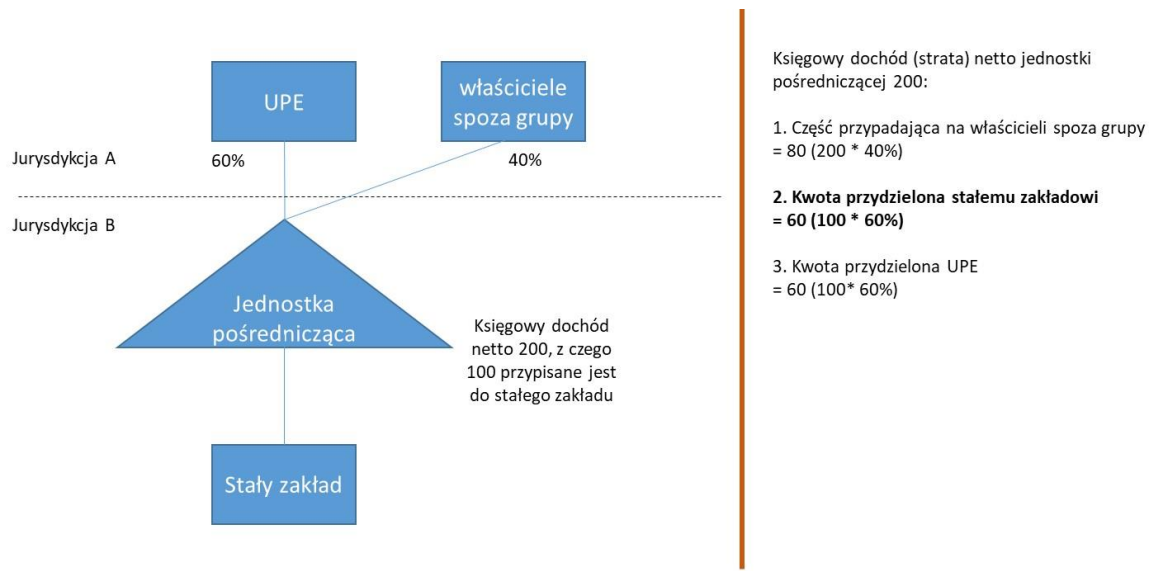 UPE
właściciele
spoza grupy
Jurysdykcja A
60%
40%
Jurysdykcja B
Jednostka
pośrednicząca
Księgowy dochód
netto 200, z czego
100 przypisane jest
do stałego zakładu
Stały zakład
Księgowy dochód (strata) netto jednostki
pośredniczącej 200:
1. Część przypadająca na właścicieli spoza grupy
= 80 (200 * 40%)
2. Kwota przydzielona stałemu zakładowi
= 60 (100 * 60%)
3. Kwota przydzielona UPE
= 60 (100* 60%)